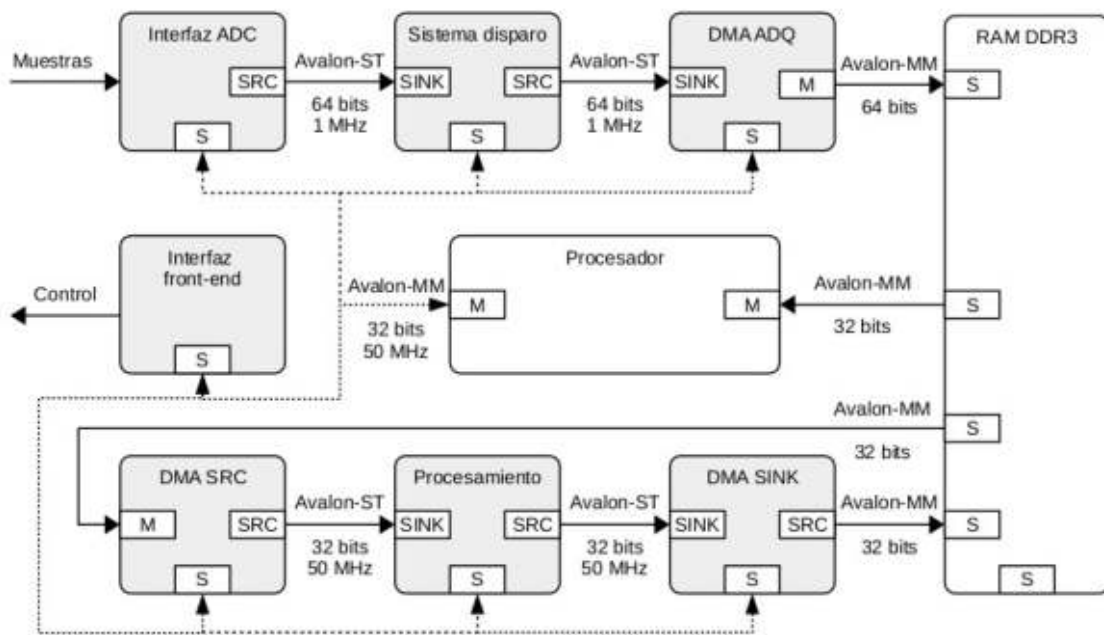 Interfaz ADC
Sistema disparo
DMA ADQ
RAM DDR3
Muestras
Avalon-ST
Avalon-ST
Avalon-MM
SRC
SINK
SRC
SINK
M
S
64 bits
1 MHz
64 bits
1 MHz
64 bits
S
S
S
Interfaz
front-end
Procesador
Control
Avalon-MM
Avalon-MM
M
M
S
32 bits
50 MHz
32 bits
S
Avalon-MM
S
32 bits
DMA SRC
Procesamiento
DMA SINK
Avalon-ST
Avalon-ST
Avalon-MM
M
SRC
SINK
SRC
SINK
SRC
S
32 bits
50 MHz
32 bits
50 MHz
32 bits
S
S
S
S